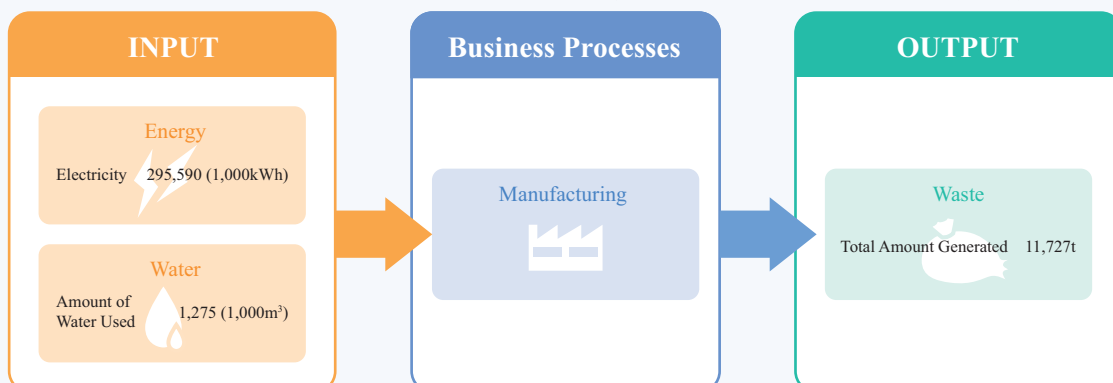 INPUT
Energy
Electricity 295,590 (1,000kWh)
Water
Amount of
Water Used 1,275 (1,000m³)
Business Processes
Manufacturing
OUTPUT
Waste
Total Amount Generated 11,727t